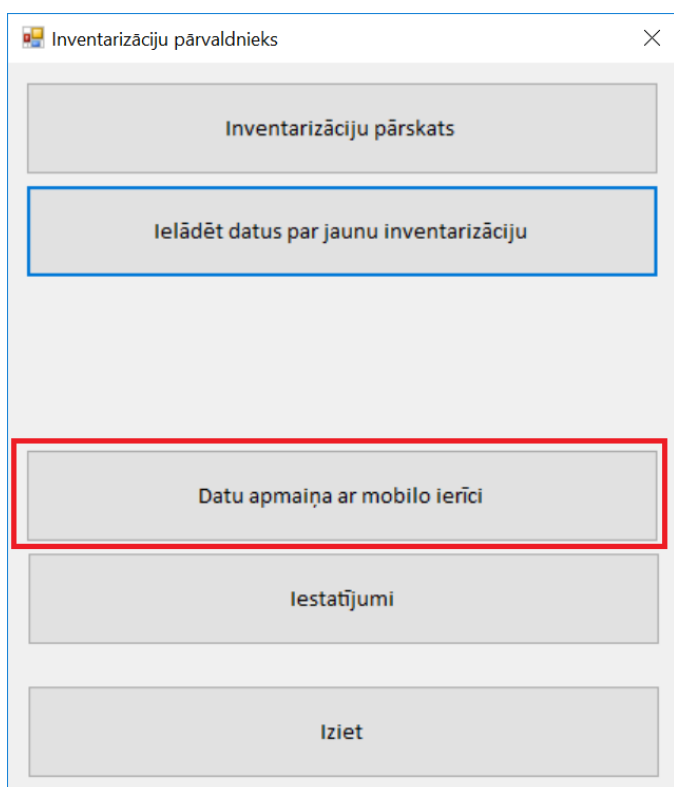 Inventarizāciju pārvaldnieks
Inventarizāciju pārskats
Ielādēt datus par jaunu inventarizāciju
Datu apmaiņa ar mobilo ierīci
Iestatījumi
Iziet